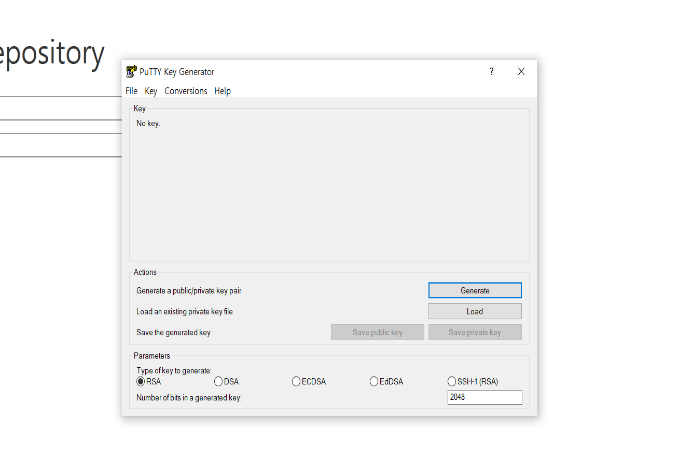 epository
PuTTY Key Generator
?
File Key Conversions Help
Key
No key.
Actions
Generate a public/private key pair
Generate
Load an existing private key file
Load
Save the generated key
Save public key
Save private key
Parameters
Type of key to generate:
RSA DSA ECDSA EdDSA SSH-1 (RSA)
Number of bits in a generated key:
2048